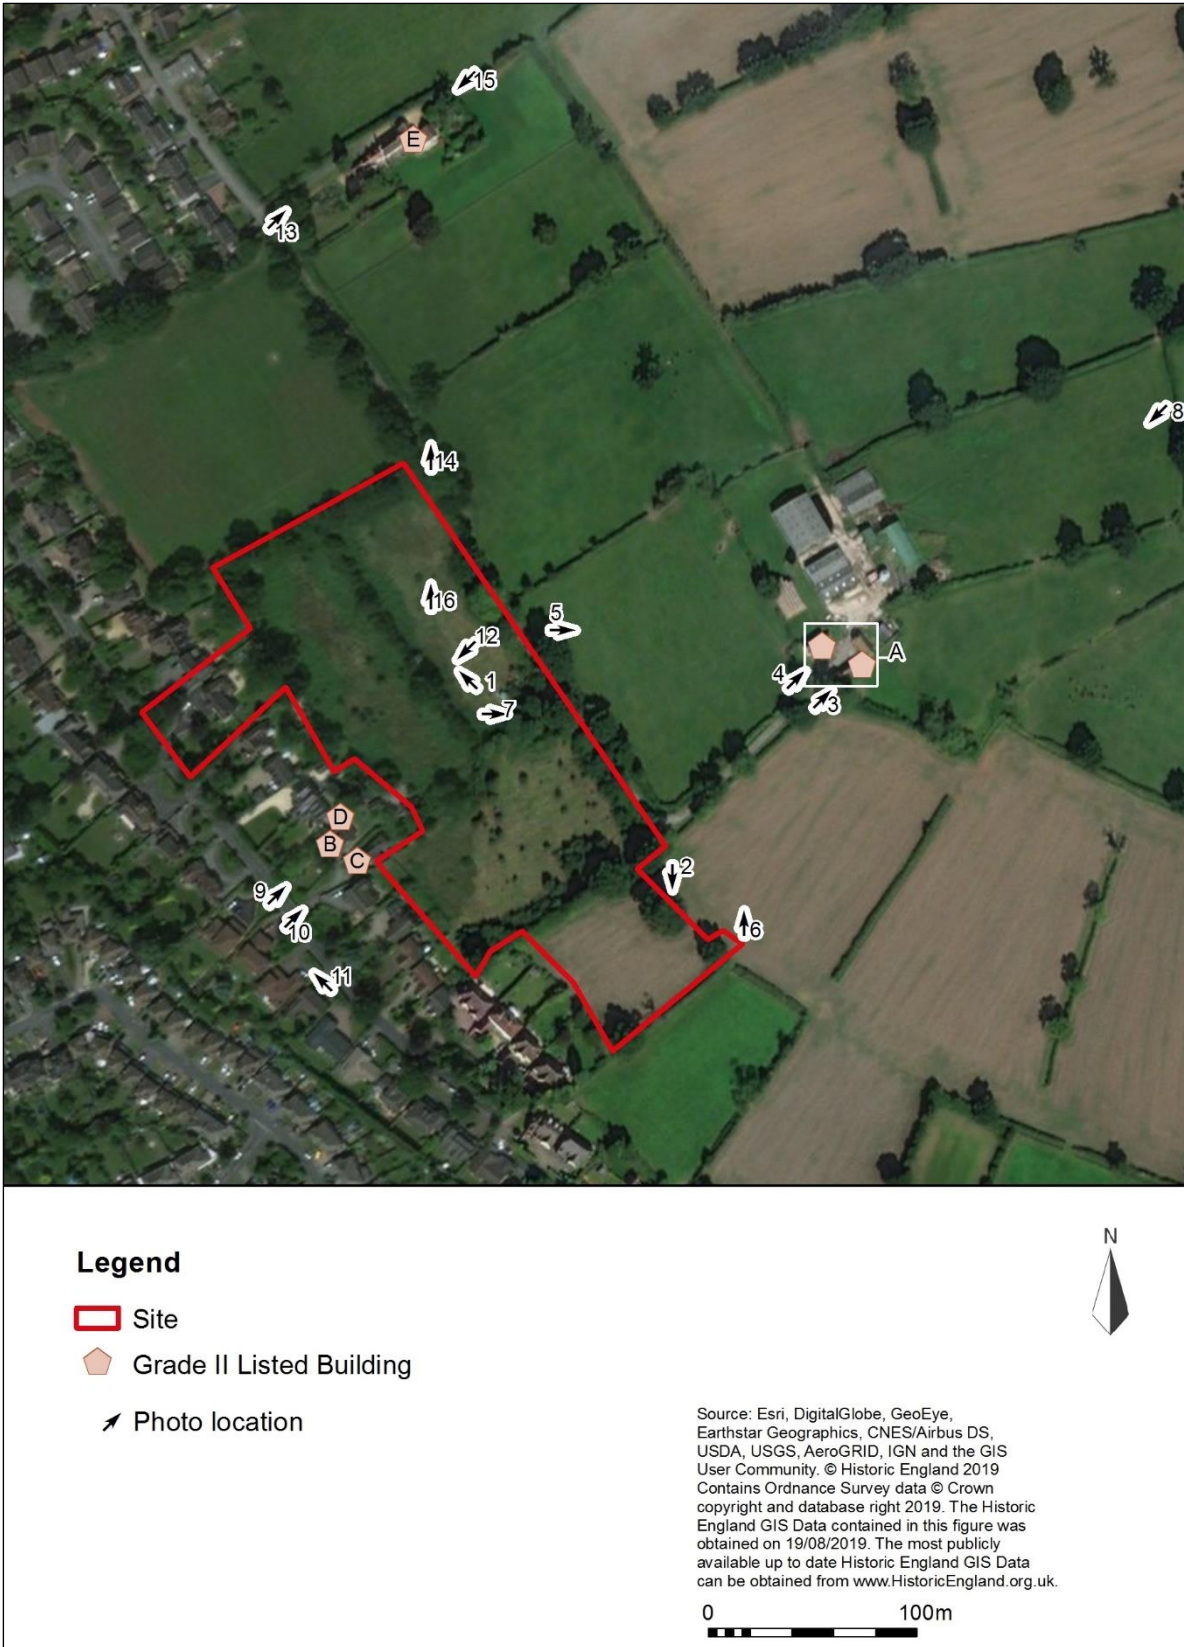 15
E
13
8
14
16
5
12
1
7
A
4
3
D
B
C
2
9
10
6
11
Legend
Site
Grade II Listed Building
Photo location
N
Source: Esri, DigitalGlobe, GeoEye,
Earthstar Geographics, CNES/Airbus DS,
USDA, USGS, AeroGRID, IGN and the GIS
User Community. © Historic England 2019
Contains Ordnance Survey data © Crown
copyright and database right 2019. The Historic
England GIS Data contained in this figure was
obtained on 19/08/2019. The most publicly
available up to date Historic England GIS Data
can be obtained from www.HistoricEngland.org.uk.
0 100m